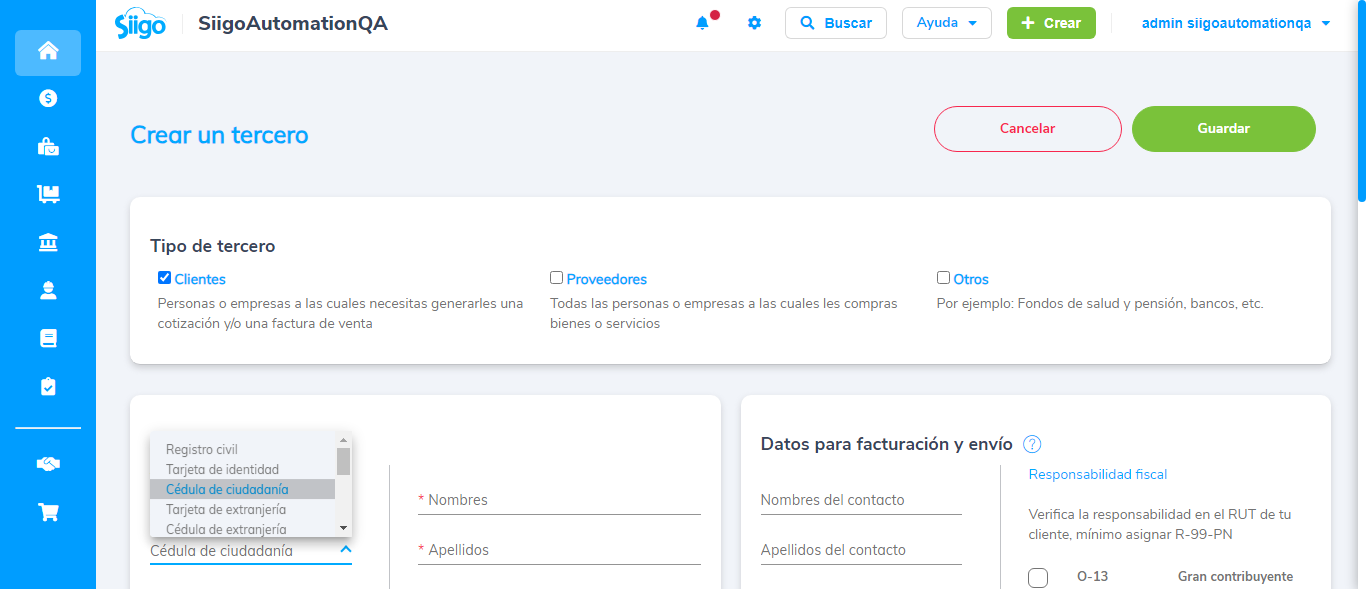 Siigo
SiigoAutomationQA
Buscar
Ayuda
Crear
admin siigoautomationqa
Crear un tercero
Cancelar
Guardar
Tipo de tercero
Clientes
Personas o empresas a las cuales necesitas generarles una
cotización y/o una factura de venta
Proveedores
Todas las personas o empresas a las cuales les compras
bienes o servicios
Otros
Por ejemplo: Fondos de salud y pensión, bancos, etc.
Registro civil
Tarjeta de identidad
Cédula de ciudadanía
Tarjeta de extranjería
Cédula de extranjería
Cédula de ciudadanía
* Nombres
* Apellidos
Datos para facturación y envío ?
Nombres del contacto
Apellidos del contacto
Responsabilidad fiscal
Verifica la responsabilidad en el RUT de tu
cliente, mínimo asignar R-99-PN
O-13 Gran contribuyente